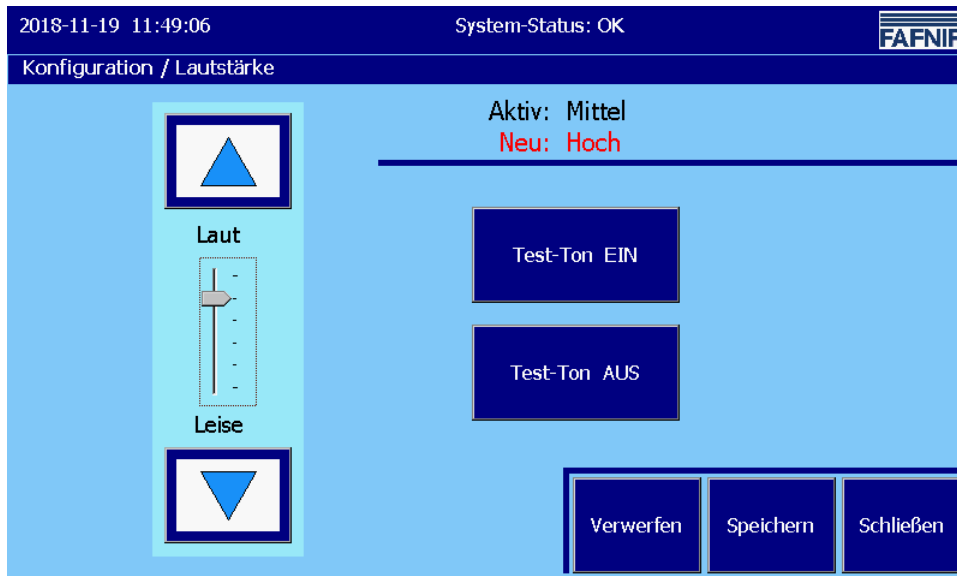 2018-11-19 11:49:06
System-Status: OK
FAFNIR
Konfiguration / Lautstärke
Aktiv: Mittel
Neu: Hoch
Laut
Leise
Test-Ton EIN
Test-Ton AUS
Verwerfen
Speichern
Schließen